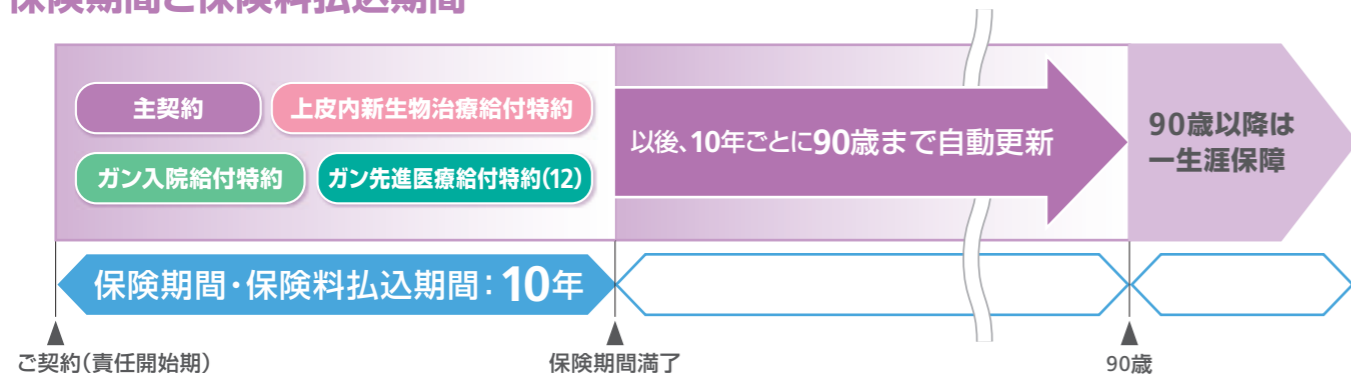 保険期間と保険料払込期間
主契約
上皮内新生物治療給付特約
ガン入院給付特約
ガン先進医療給付特約(12)
以後、10年ごとに90歳まで自動更新
90歳以降は
一生涯保障
保険期間・保険料払込期間：10年
ご契約(責任開始期)
保険期間満了
90歳